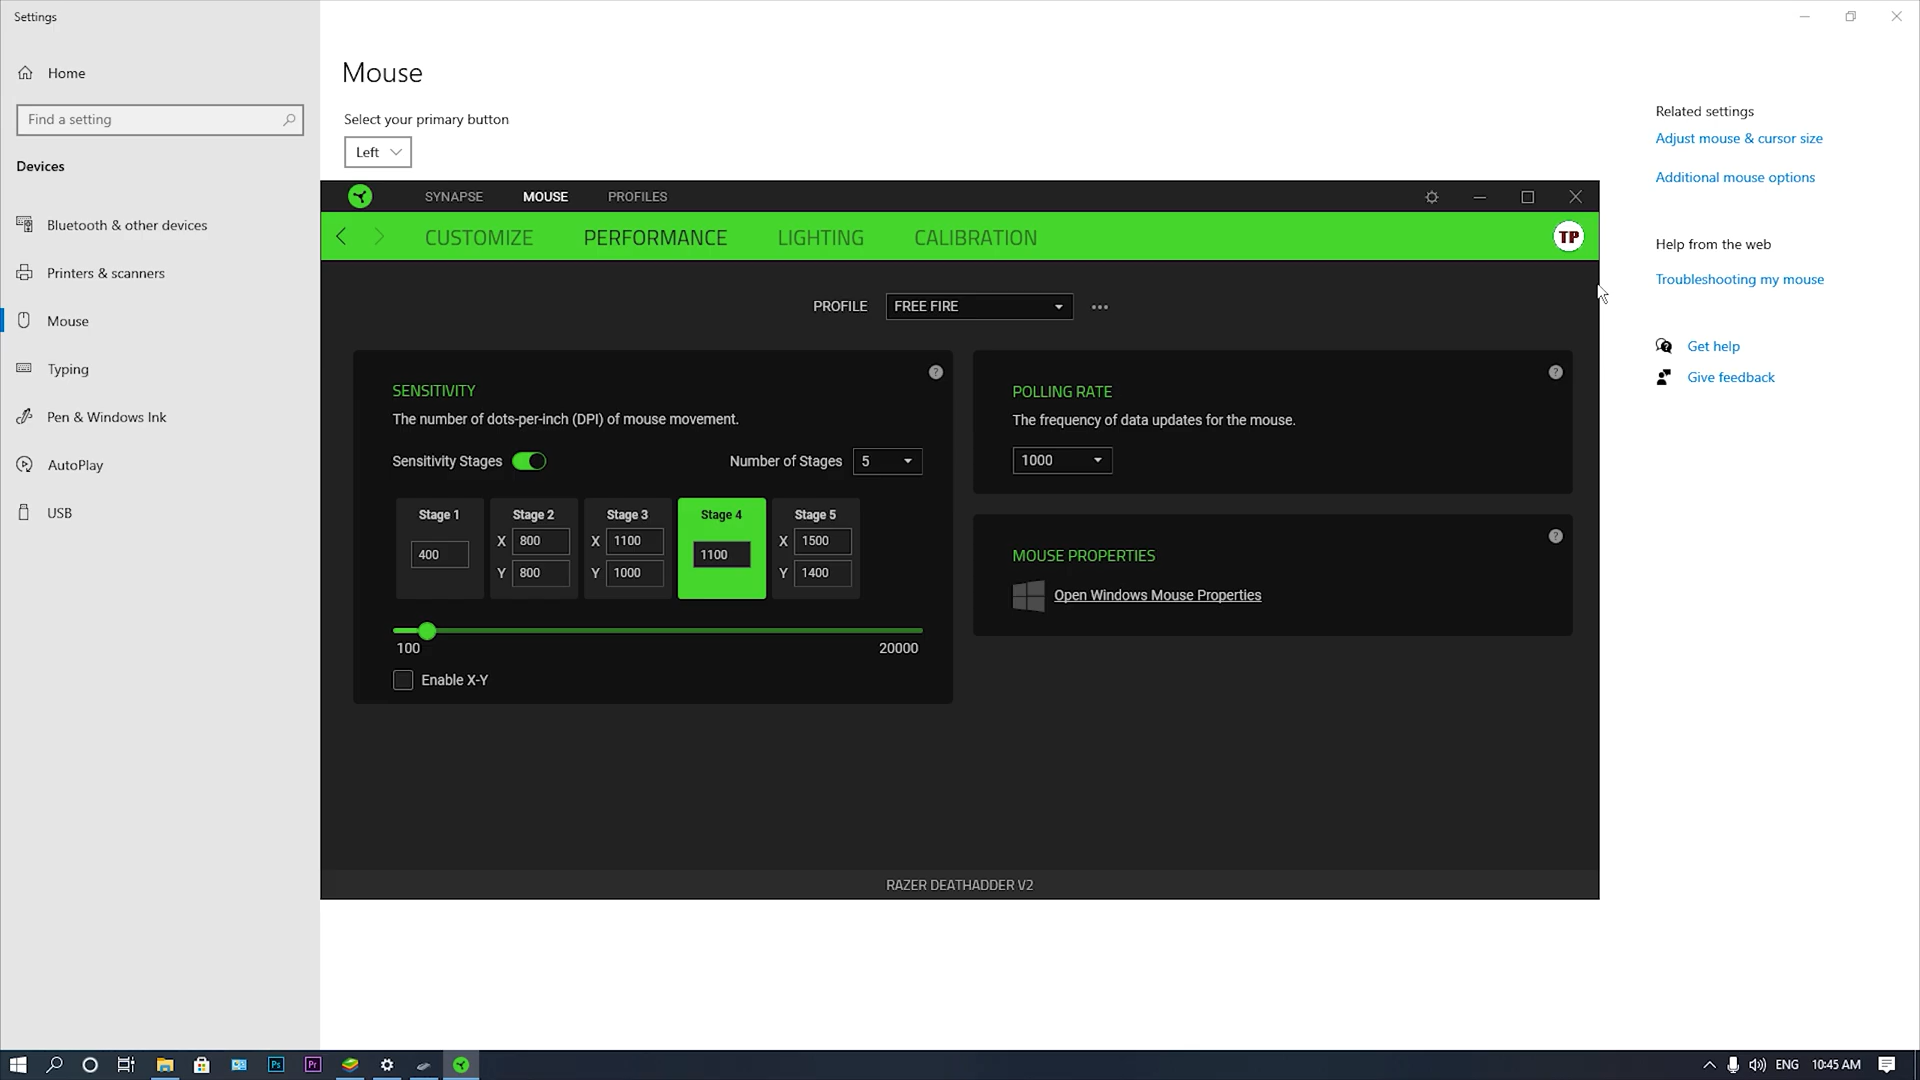 Settings
Home
Find a setting
Devices
Bluetooth & other devices
Printers & scanners
Mouse
Typing
Pen & Windows Ink
AutoPlay
USB
Mouse
Select your primary button
Left
Related settings
Adjust mouse & cursor size
Additional mouse options
Help from the web
Troubleshooting my mouse
Get help
Give feedback
SYNAPSE MOUSE PROFILES
CUSTOMIZE PERFORMANCE LIGHTING CALIBRATION
TP
PROFILE FREE FIRE
SENSITIVITY
The number of dots-per-inch (DPI) of mouse movement.
Sensitivity Stages Number of Stages 5
Stage 1 Stage 2 Stage 3 Stage 4 Stage 5
X 800 X 1100 X 1500
400 1100
Y 800 Y 1000 Y 1400
100 20000
Enable X-Y
POLLING RATE
The frequency of data updates for the mouse.
1000
MOUSE PROPERTIES
Open Windows Mouse Properties
RAZER DEATHADDER V2
Ps Pr
ENG 10:45 AM